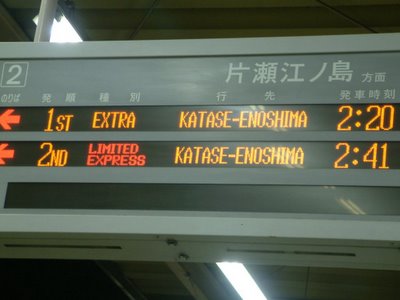 2 片瀬江ノ島 方面
のりば 発順 種別 行先 発車時刻
← 1ST EXTRA KATASE-ENOSHIMA 2:20
← 2ND LIMITED EXPRESS KATASE-ENOSHIMA 2:41